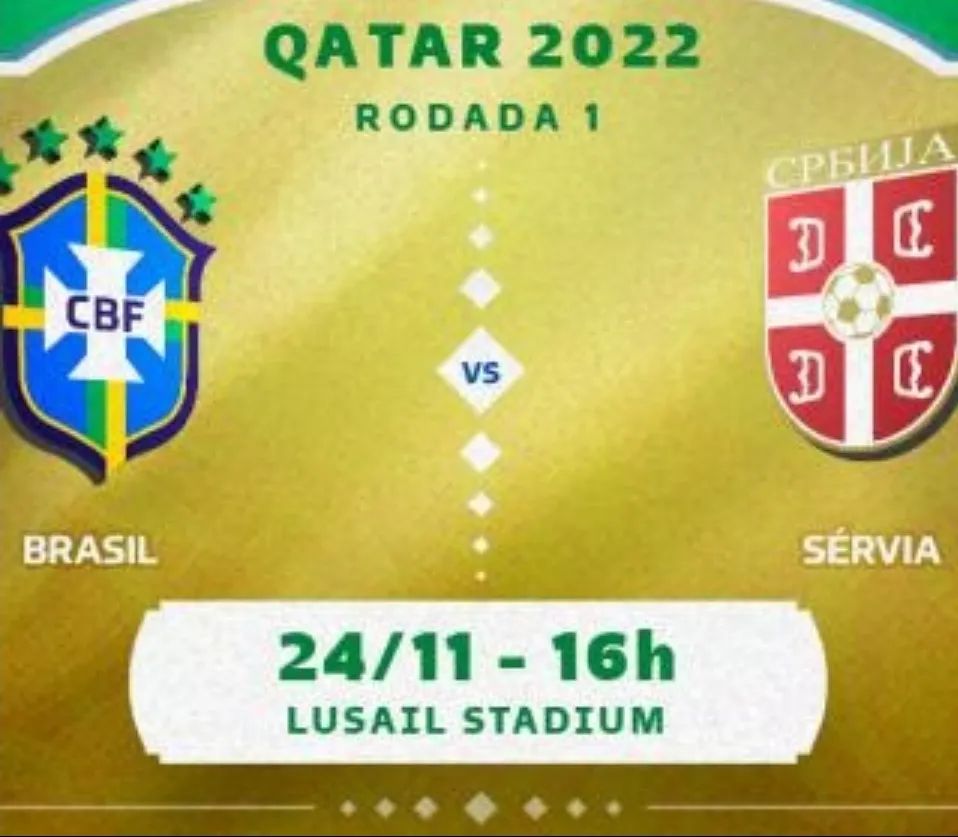 QATAR 2022
RODADA 1
СРБИЈА
CBF
VS
BRASIL
SÉRVIA
24/11 - 16h
LUSAIL STADIUM